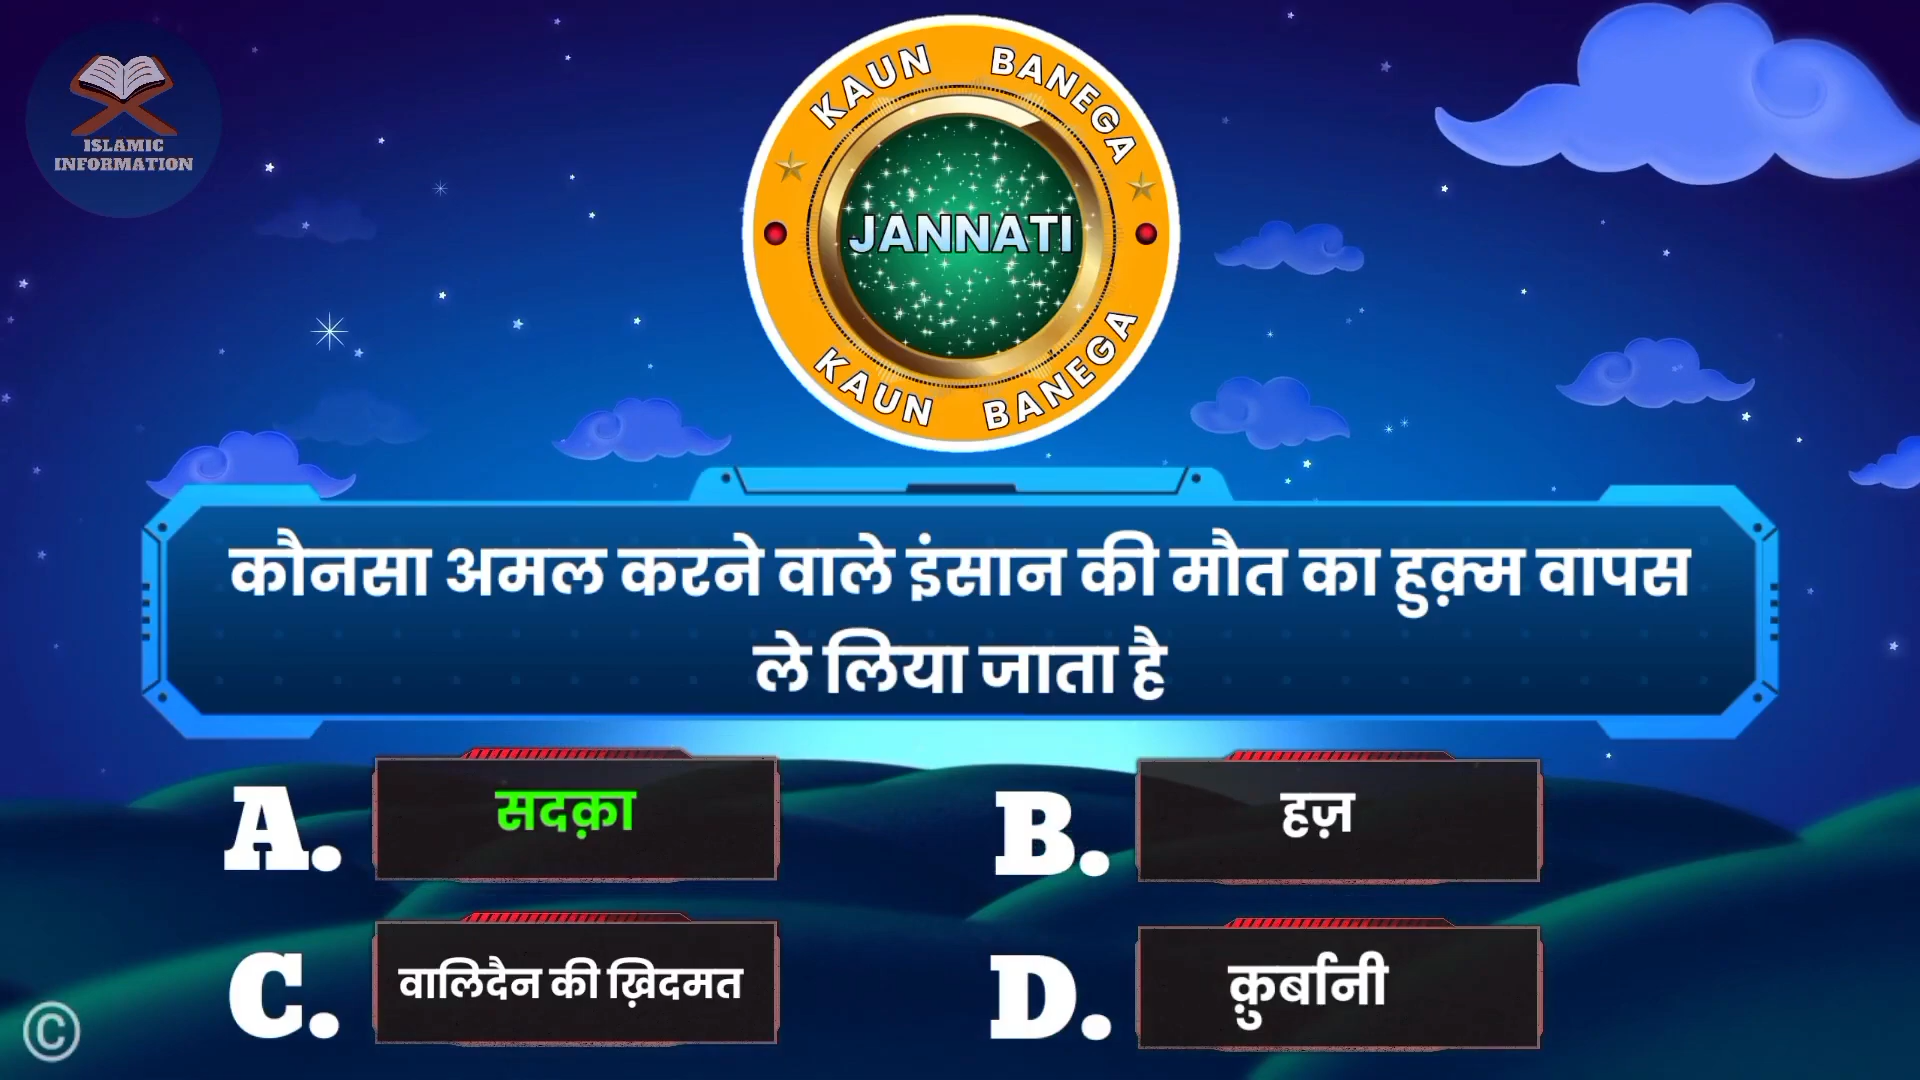 ISLAMIC
INFORMATION
KAUN BANEGA
JANNATI
KAUN BANEGA
कौनसा अमल करने वाले इंसान की मौत का हुक़्म वापस
ले लिया जाता है
A. सदक़ा
B. हज़
C. वालिदैन की ख़िदमत
D. क़ुर्बानी
©